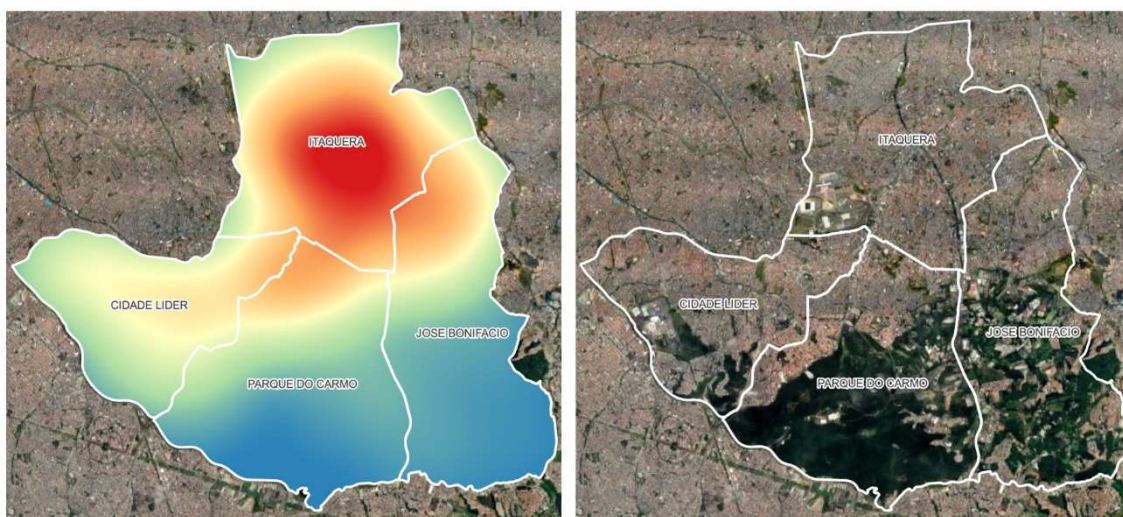 ITAQUERA
CIDADE LIDER
JOSE BONIFACIO
PARQUE DO CARMO
ITAQUERA
CIDADE LIDER
JOSE BONIFACIO
PARQUE DO CARMO